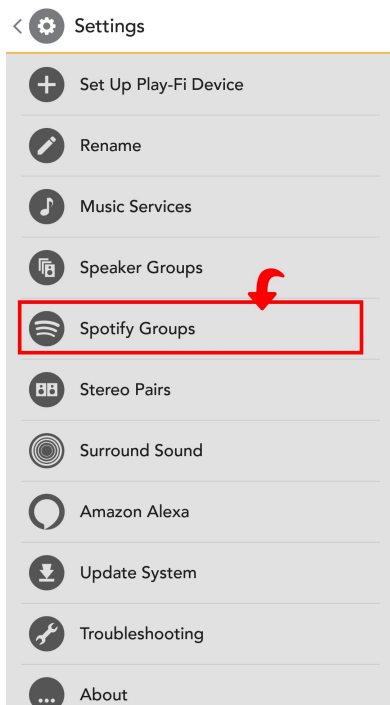 Settings
Set Up Play-Fi Device
Rename
Music Services
Speaker Groups
Spotify Groups
Stereo Pairs
Surround Sound
Amazon Alexa
Update System
Troubleshooting
About